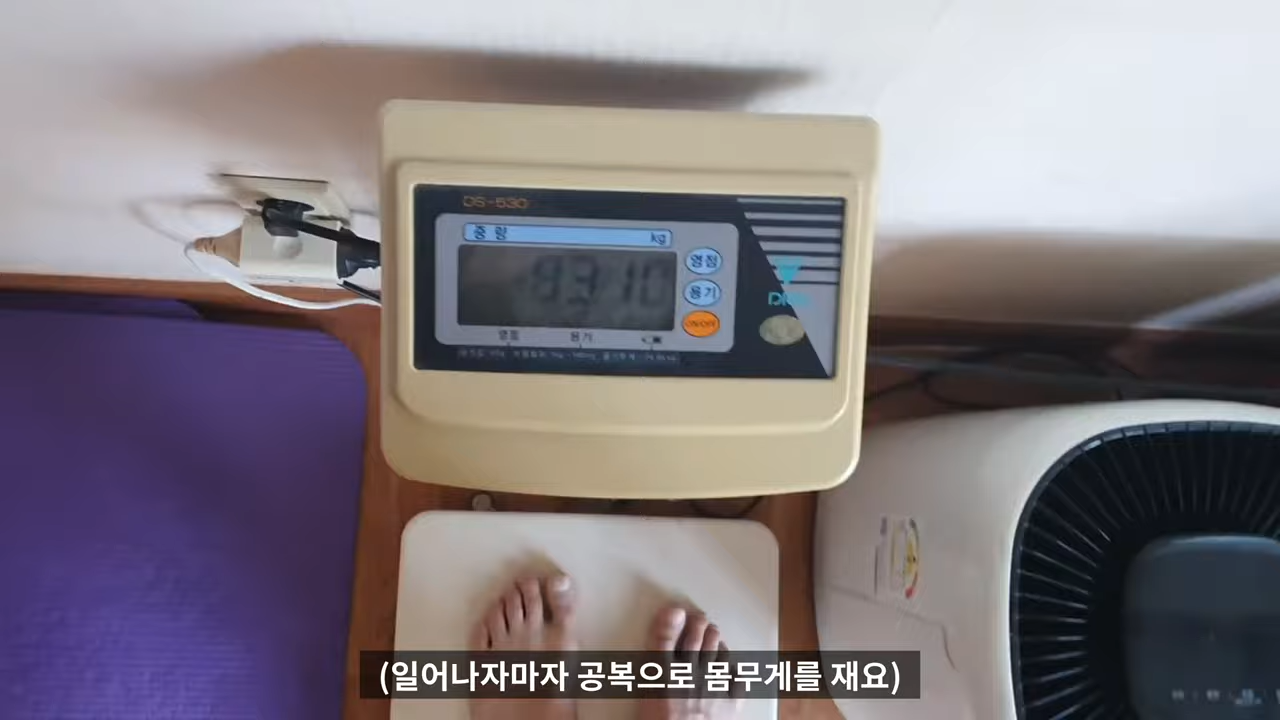 DS-530
중 량 kg
83.10
영점
용기
ON/OFF
영점 용기
(일어나자마자 공복으로 몸무게를 재요)